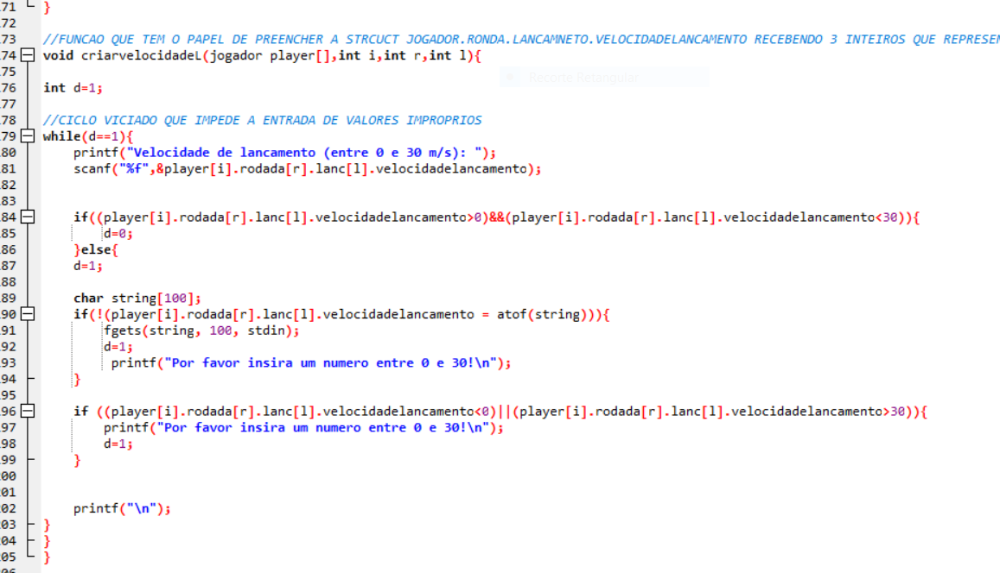 71 }
72
73 //FUNCAO QUE TEM O PAPEL DE PREENCHER A STRCUCT JOGADOR.RONDA.LANCAMNETO.VELOCIDADELANCAMENTO RECEBENDO 3 INTEIROS QUE REPRESEN
74 void criarvelocidadeL(jogador player[],int i,int r,int l){
Recorte Retangular
75
76 int d=1;
77
78 //CICLO VICIADO QUE IMPEDE A ENTRADA DE VALORES IMPROPRIOS
79 while(d==1){
80 printf("Velocidade de lancamento (entre 0 e 30 m/s): ");
81 scanf("%f",&player[i].rodada[r].lanc[l].velocidadelancamento);
82
83
84 if((player[i].rodada[r].lanc[l].velocidadelancamento>0)&&(player[i].rodada[r].lanc[l].velocidadelancamento<30)){
85 d=0;
86 }else{
87 d=1;
88
89 char string[100];
90 if(!(player[i].rodada[r].lanc[l].velocidadelancamento = atof(string))){
91 fgets(string, 100, stdin);
92 d=1;
93 printf("Por favor insira um numero entre 0 e 30!\n");
94 }
95
96 if ((player[i].rodada[r].lanc[l].velocidadelancamento<0)||(player[i].rodada[r].lanc[l].velocidadelancamento>30)){
97 printf("Por favor insira um numero entre 0 e 30!\n");
98 d=1;
99 }
00
01
02 printf("\n");
03 }
04 }
05 }